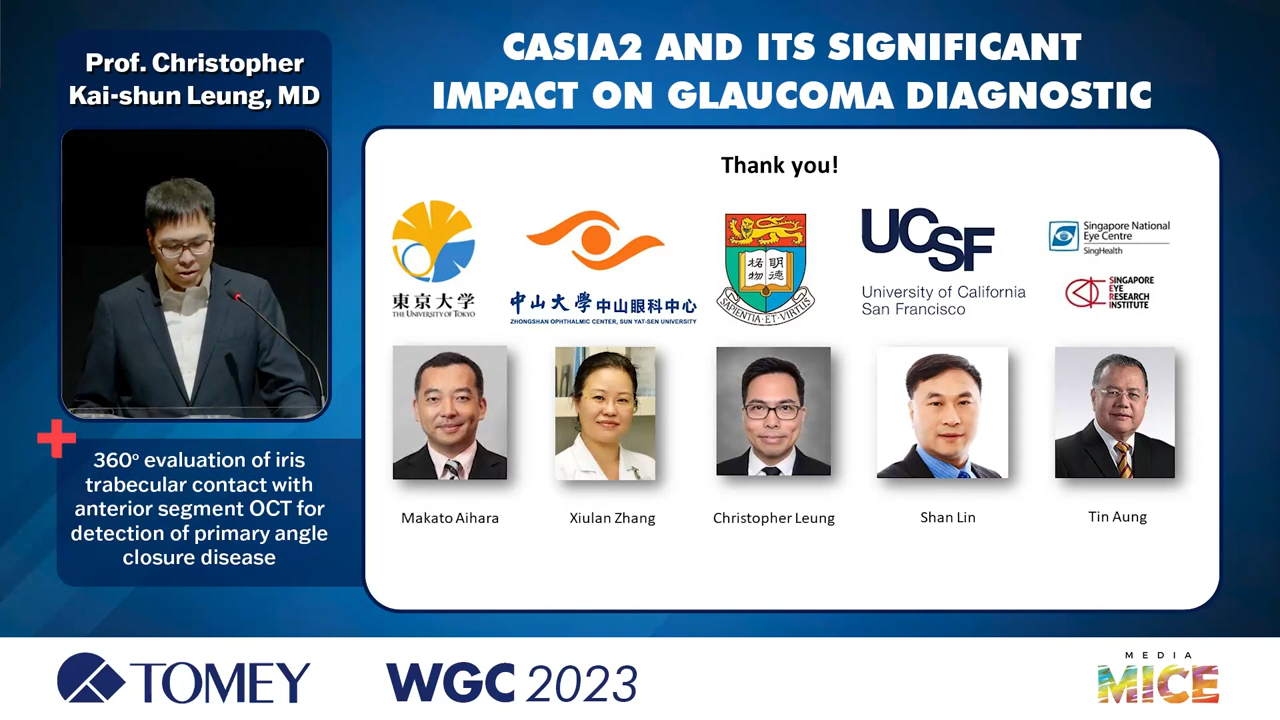 Prof. Christopher
Kai-shun Leung, MD
CASIA2 AND ITS SIGNIFICANT
IMPACT ON GLAUCOMA DIAGNOSTIC
Thank you!
東京大学
THE UNIVERSITY OF TOKYO
中山大學中山眼科中心
ZHONGSHAN OPHTHALMIC CENTER, SUN YAT-SEN UNIVERSITY
明德
格物
SAPIENTIA·ET·VIRTUS
UCSF
University of California
San Francisco
Singapore National
Eye Centre
SingHealth
SINGAPORE
EYE
RESEARCH
INSTITUTE
Makato Aihara
Xiulan Zhang
Christopher Leung
Shan Lin
Tin Aung
360° evaluation of iris
trabecular contact with
anterior segment OCT for
detection of primary angle
closure disease
TOMEY
WGC 2023
MEDIA
MICE